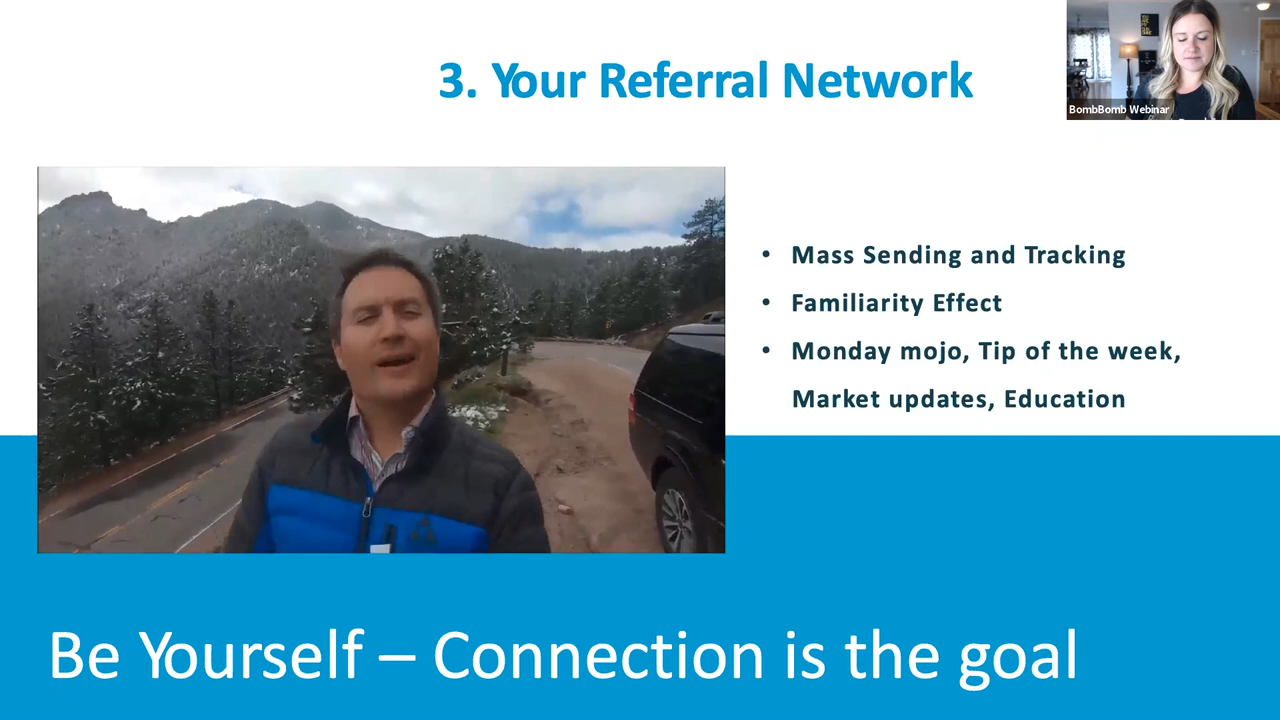 3. Your Referral Network
BombBomb Webinar
• Mass Sending and Tracking
• Familiarity Effect
• Monday mojo, Tip of the week,
Market updates, Education
Be Yourself – Connection is the goal